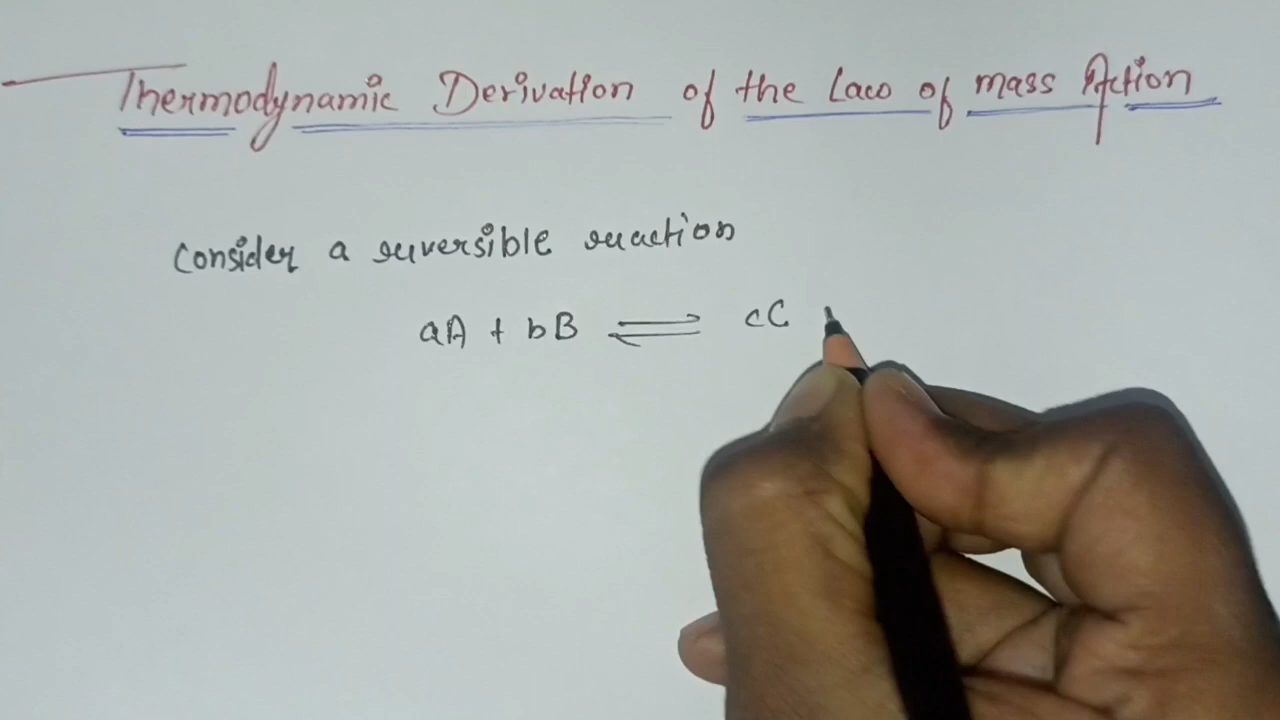 Thermodynamic Derivation of the Law of mass Action
Consider a reversible reaction
aA + bB ⇌ cC